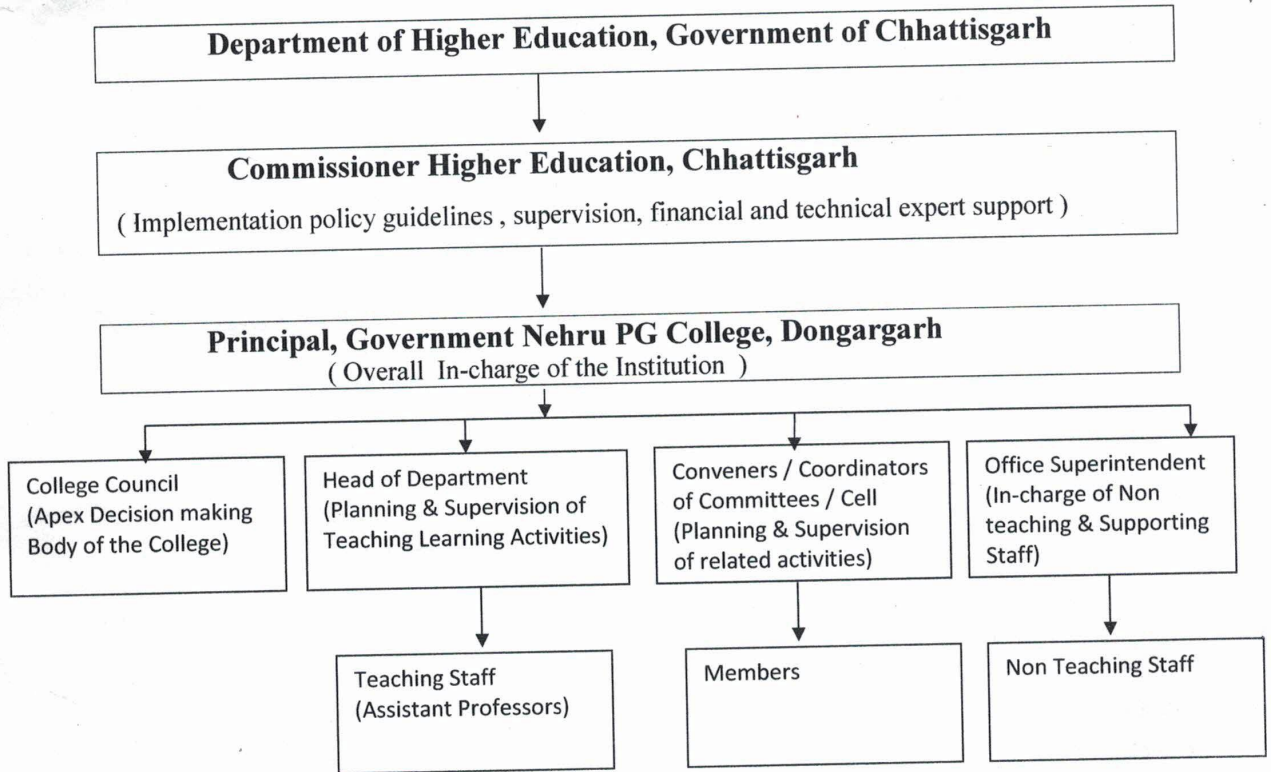 Department of Higher Education, Government of Chhattisgarh
Commissioner Higher Education, Chhattisgarh
( Implementation policy guidelines , supervision, financial and technical expert support )
Principal, Government Nehru PG College, Dongargarh
( Overall In-charge of the Institution )
College Council
(Apex Decision making
Body of the College)
Head of Department
(Planning & Supervision of
Teaching Learning Activities)
Conveners / Coordinators
of Committees / Cell
(Planning & Supervision
of related activities)
Office Superintendent
(In-charge of Non
teaching & Supporting
Staff)
Teaching Staff
(Assistant Professors)
Members
Non Teaching Staff